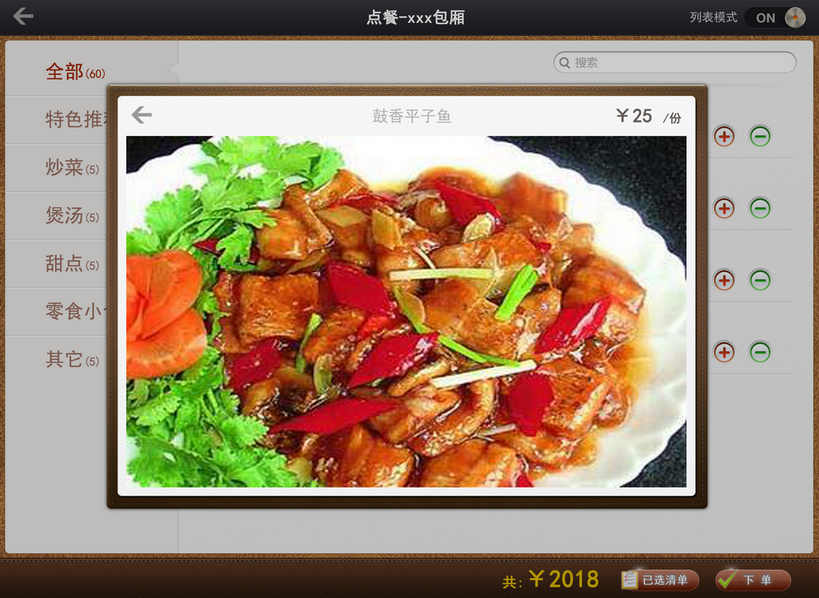 点餐-xxx包厢
列表模式 ON
全部(60)
搜索
特色推
炒菜(5)
煲汤(5)
甜点(5)
零食小
其它(5)
鼓香平子鱼
￥25 /份
共: ￥2018
已选清单
下 单